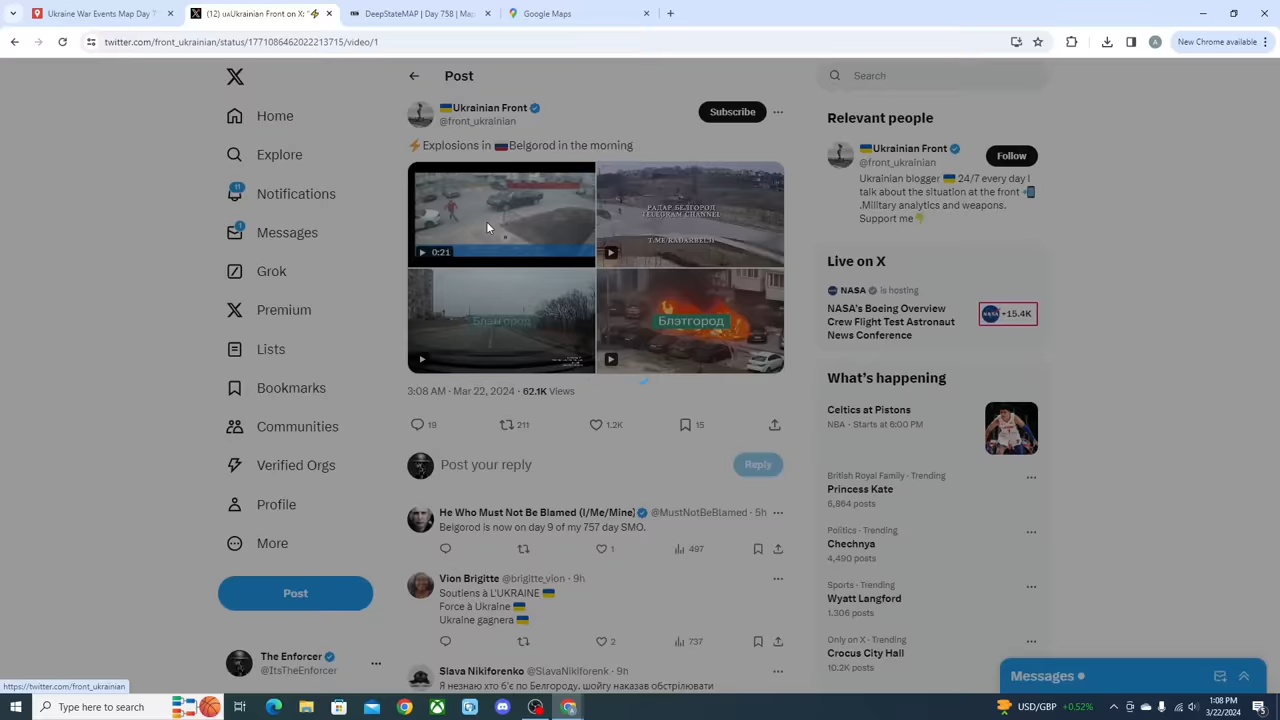 Ukraine War Events Map Day 7
(12) Ukrainian Front on X: "⚡
DeepStateMAP | Day 758 | Ma
Google Maps
twitter.com/front_ukrainian/status/1771086462022213715/video/1
New Chrome available
Post
Search
Home
Explore
11
Notifications
1
Messages
Grok
Premium
Lists
Bookmarks
Communities
Verified Orgs
Profile
More
Post
The Enforcer
@ItsTheEnforcer
🇺🇦Ukrainian Front
@front_ukrainian
Subscribe
⚡Explosions in 🇷🇺Belgorod in the morning
0:21
РАДАР БЕЛГОРОД
TELEGRAM CHANNEL
3:08 AM · Mar 22, 2024 · 62.1K Views
19
211
1.2K
15
Post your reply
Reply
He Who Must Not Be Blamed (I/Me/Mine) @MustNotBeBlamed · 5h
Belgorod is now on day 9 of my 757 day SMO.
1
497
Vion Brigitte @brigitte_vion · 9h
Soutiens à L'UKRAINE 🇺🇦
Force à Ukraine 🇺🇦
Ukraine gagnera 🇺🇦
2
737
Slava Nikiforenko @SlavaNikiforenk · 9h
Я незнаю хто б'є по Белгороду, шойгу наказав обстрілювати
Relevant people
🇺🇦Ukrainian Front
@front_ukrainian
Follow
Ukrainian blogger 🇺🇦 24/7 every day I
talk about the situation at the front 📲
.Military analytics and weapons.
Support me👇
Live on X
NASA is hosting
NASA's Boeing Overview
Crew Flight Test Astronaut
News Conference
+15.4K
What's happening
Celtics at Pistons
NBA · Starts at 6:00 PM
British Royal Family · Trending
Princess Kate
6,864 posts
Politics · Trending
Chechnya
4,490 posts
Sports · Trending
Wyatt Langford
1,306 posts
Only on X · Trending
Crocus City Hall
10.2K posts
Messages
https://twitter.com/front_ukrainian
Type here to search
USD/GBP +0.52%
1:08 PM
3/22/2024